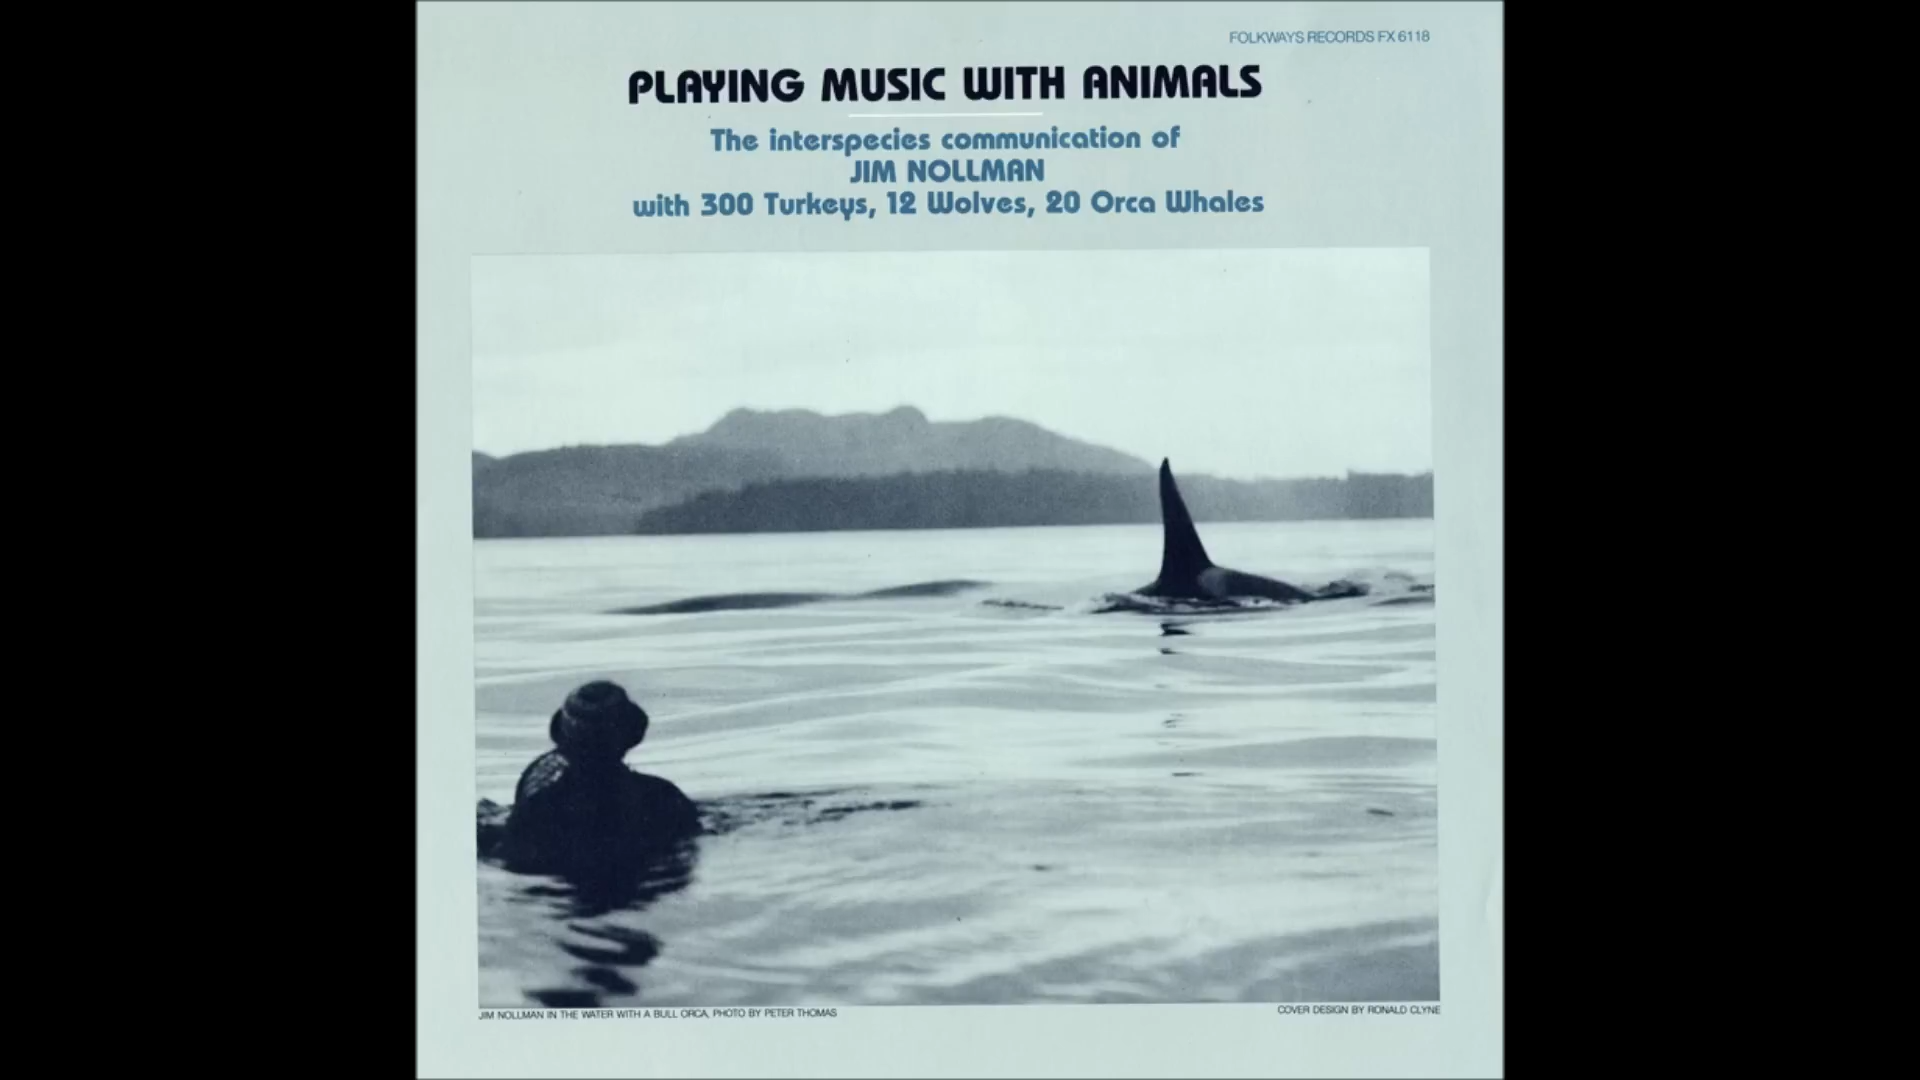 FOLKWAYS RECORDS FX 6118
PLAYING MUSIC WITH ANIMALS
The interspecies communication of
JIM NOLLMAN
with 300 Turkeys, 12 Wolves, 20 Orca Whales
JIM NOLLMAN IN THE WATER WITH A BULL ORCA, PHOTO BY PETER THOMAS
COVER DESIGN BY RONALD CLYNE